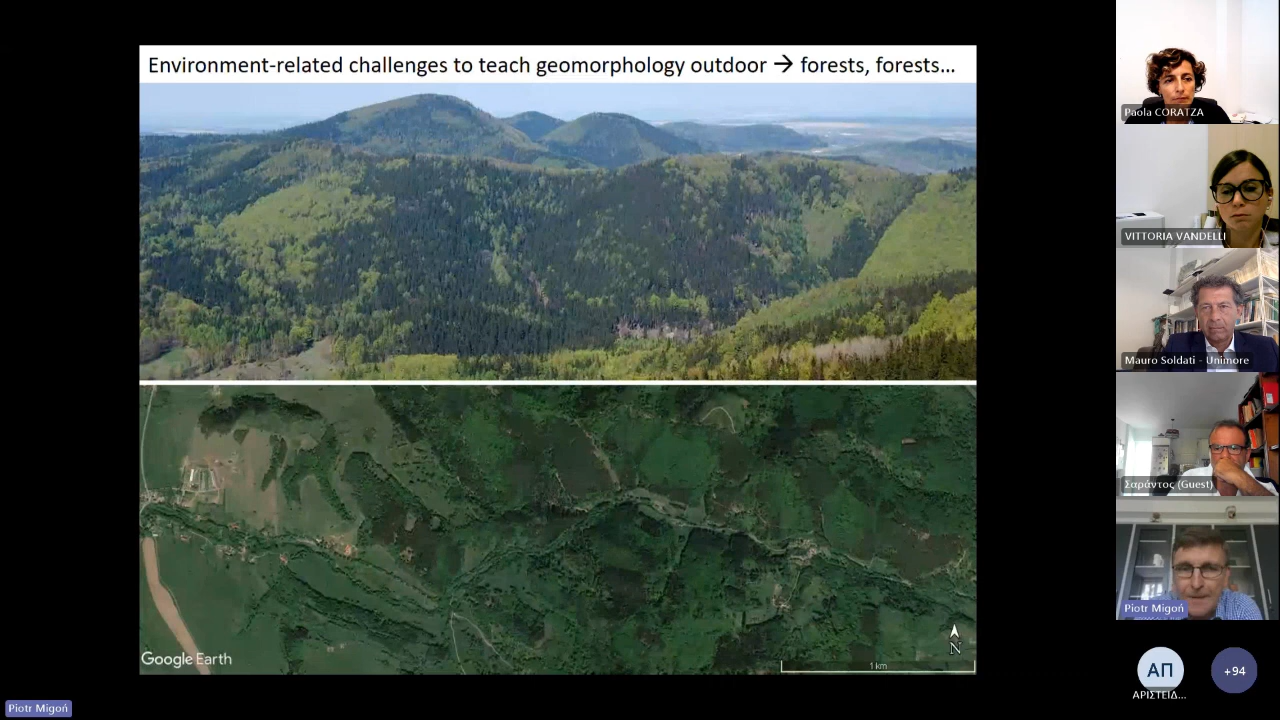 Environment-related challenges to teach geomorphology outdoor → forests, forests...
Google Earth
N
1 km
Paola CORATZA
VITTORIA VANDELLI
Mauro Soldati - Unimore
Σαράντος (Guest)
Piotr Migoń
ΑΠ
+94
ΑΡΙΣΤΕΙΔ...
Piotr Migoń